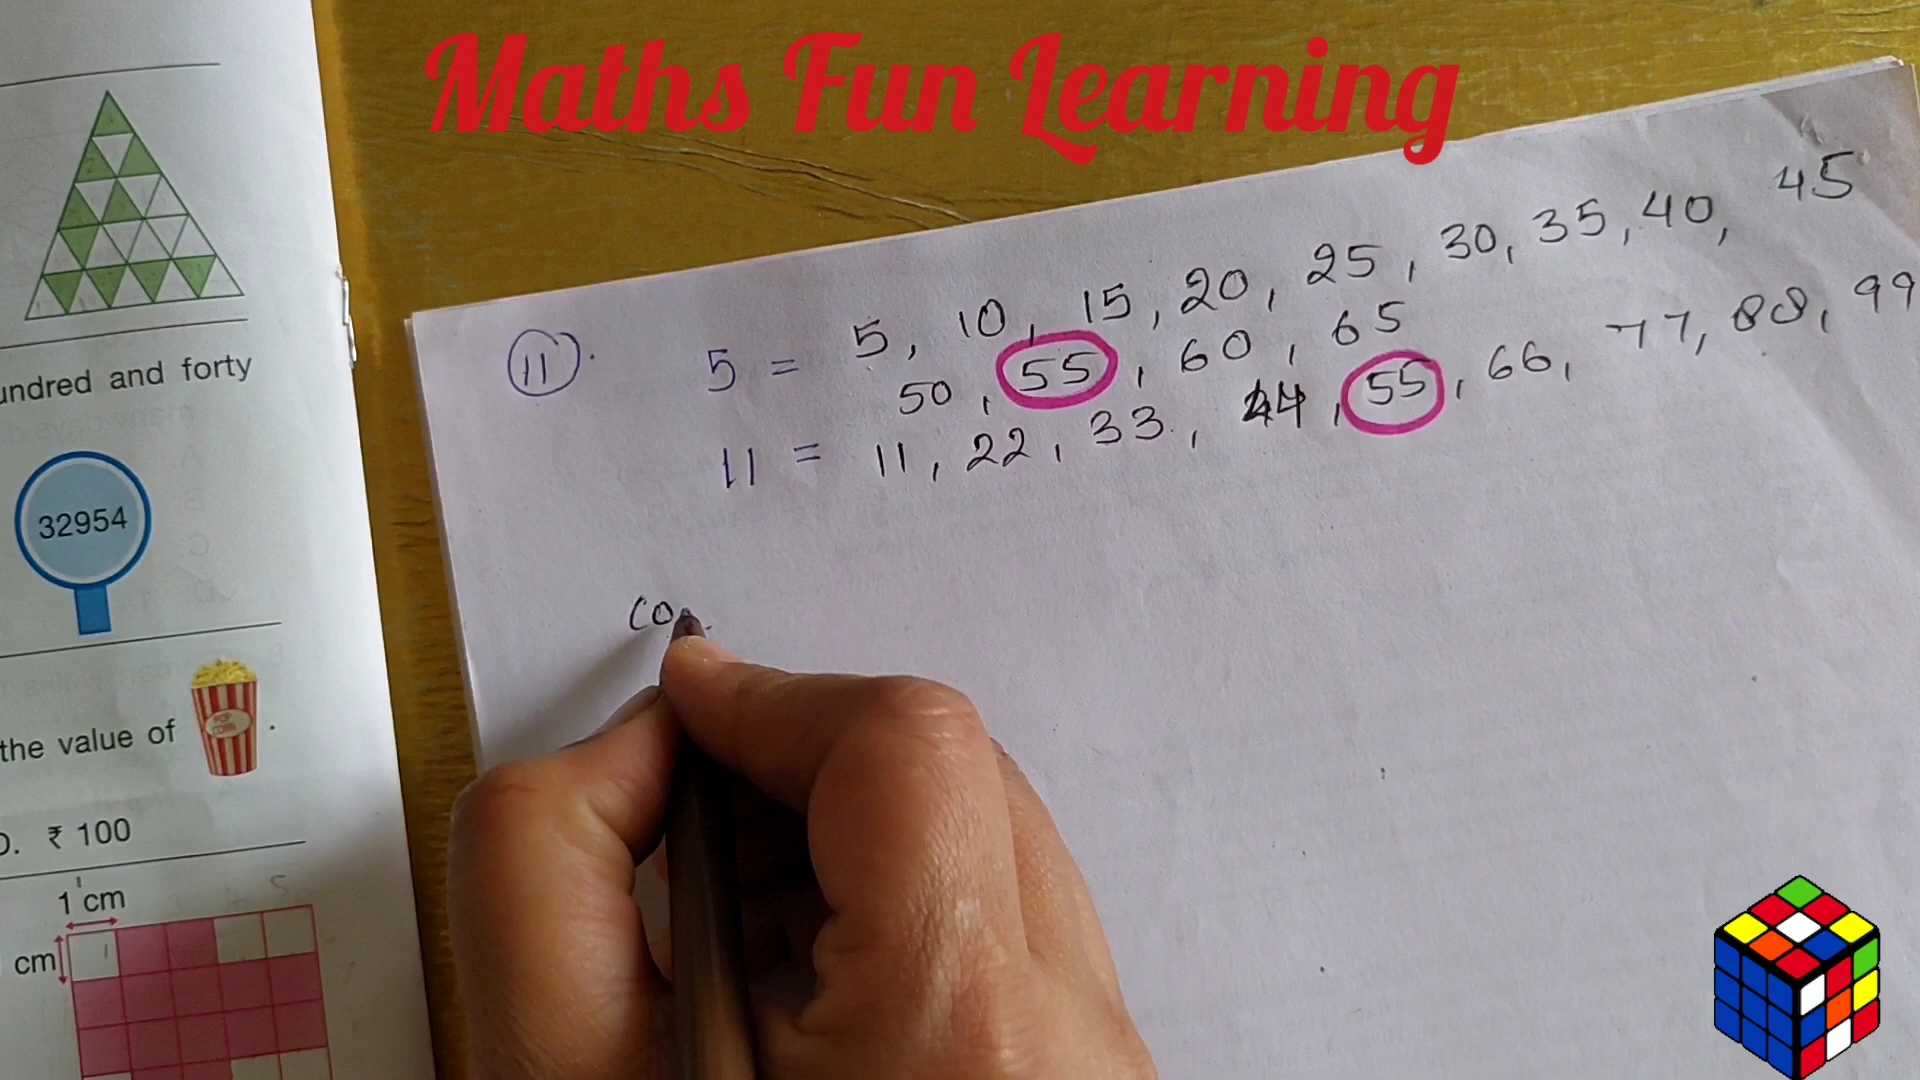 Maths Fun Learning
undred and forty
32954
the value of
POP CORN
.
D. ₹ 100
1 cm
cm
11.
5 = 5, 10, 15, 20, 25, 30, 35, 40, 45
50, 55, 60, 65
11 = 11, 22, 33, 44, 55, 66, 77, 88, 99
Co